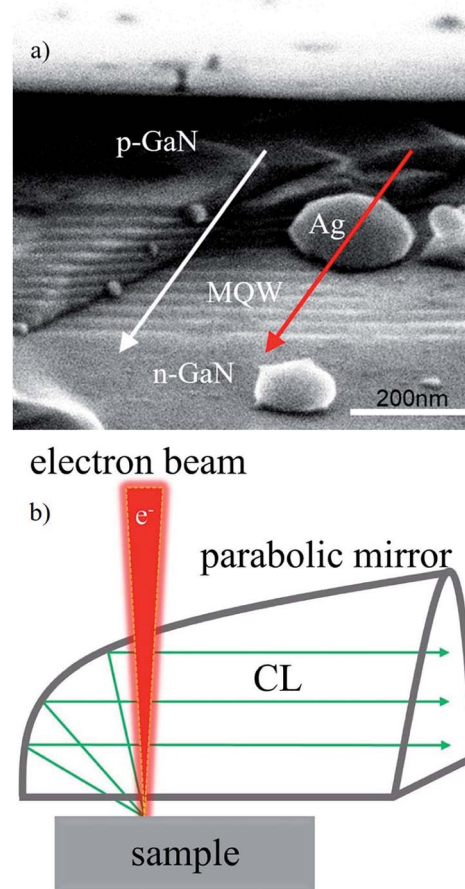 a)
p-GaN
Ag
MQW
n-GaN
200nm
electron beam
b)
e-
parabolic mirror
CL
sample